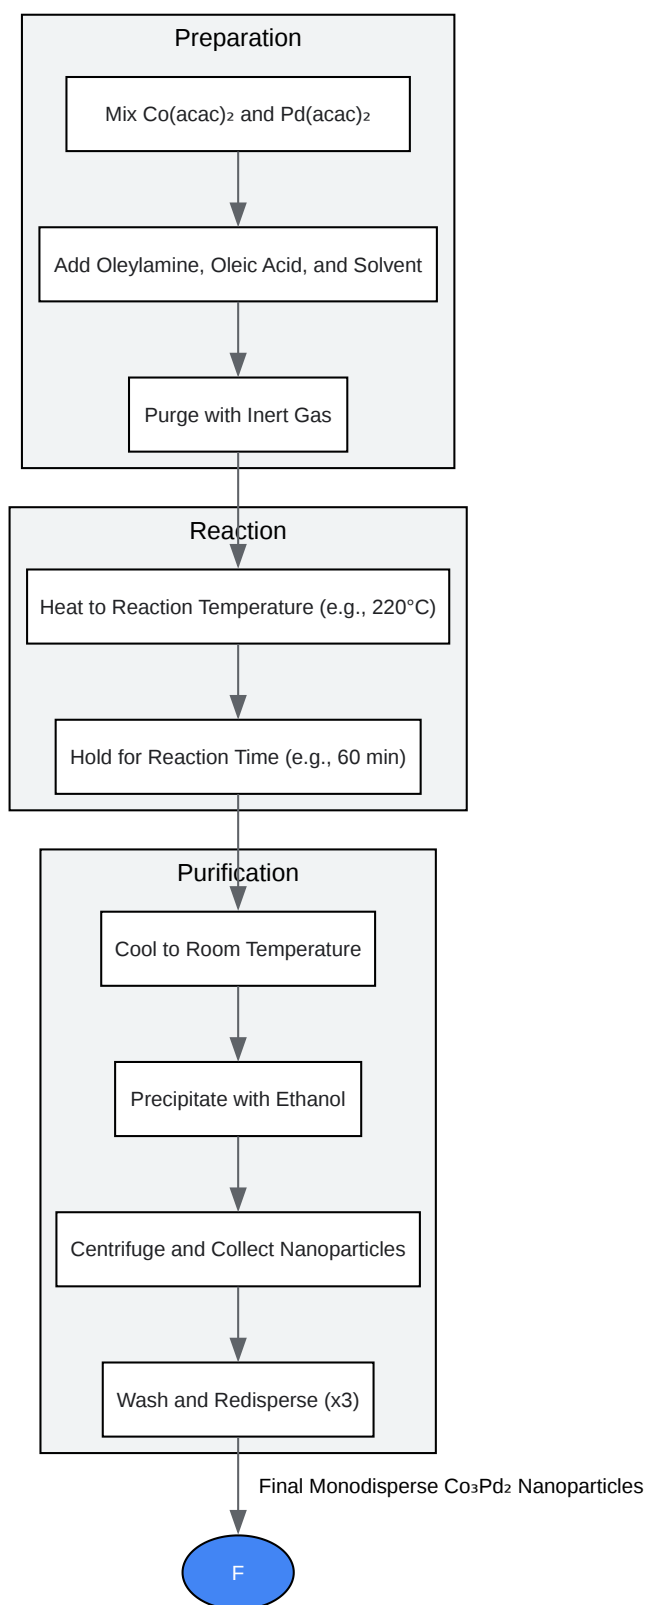 Preparation
Mix Co(acac)₂ and Pd(acac)₂
Add Oleylamine, Oleic Acid, and Solvent
Purge with Inert Gas
Reaction
Heat to Reaction Temperature (e.g., 220°C)
Hold for Reaction Time (e.g., 60 min)
Purification
Cool to Room Temperature
Precipitate with Ethanol
Centrifuge and Collect Nanoparticles
Wash and Redisperse (x3)
Final Monodisperse Co₃Pd₂ Nanoparticles
F